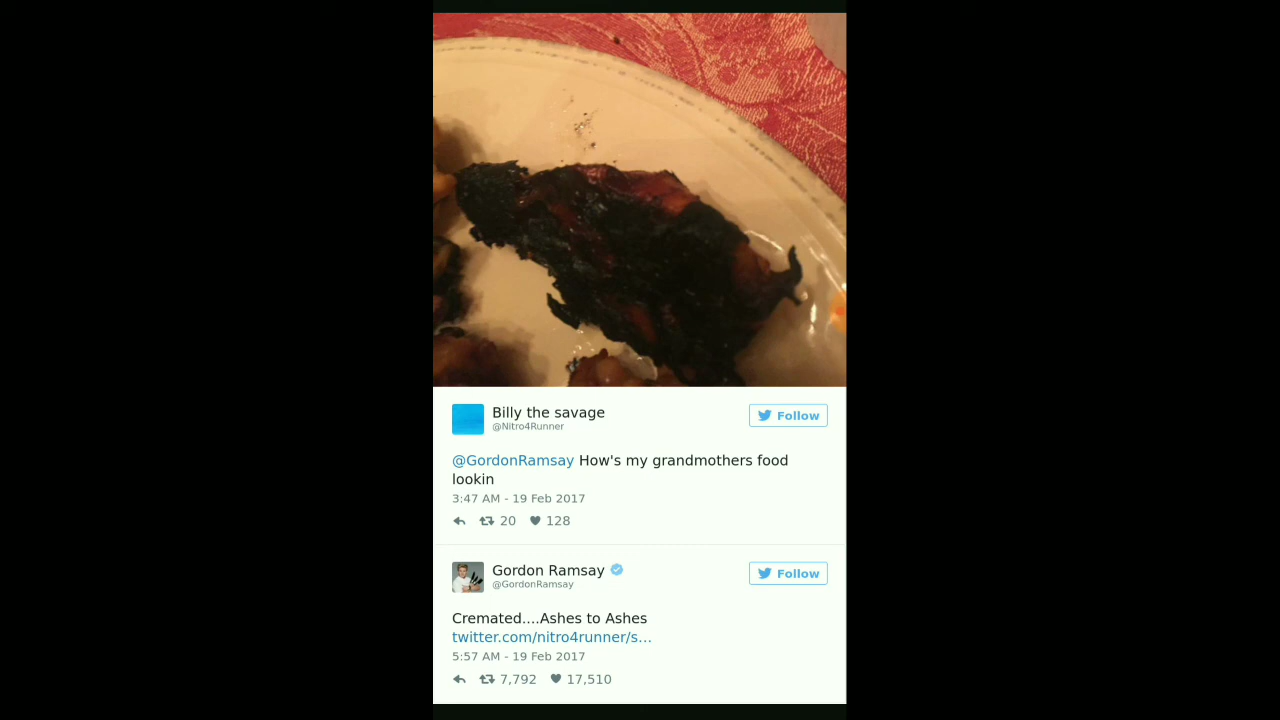 Billy the savage
@Nitro4Runner
Follow
@GordonRamsay How's my grandmothers food
lookin
3:47 AM - 19 Feb 2017
20 128
Gordon Ramsay
@GordonRamsay
Follow
Cremated....Ashes to Ashes
twitter.com/nitro4runner/s...
5:57 AM - 19 Feb 2017
7,792 17,510